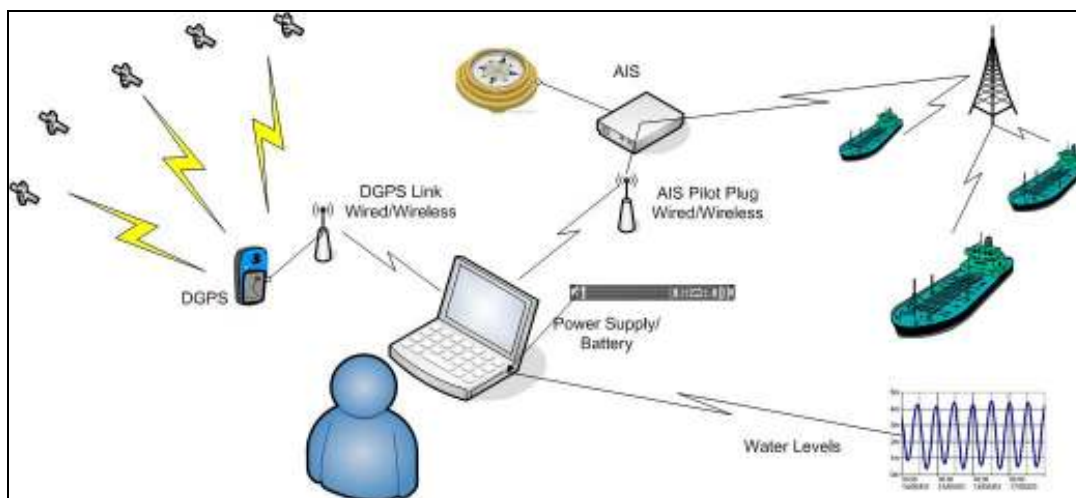 AIS
DGPS Link
Wired/Wireless
AIS Pilot Plug
Wired/Wireless
DGPS
Power Supply/
Battery
Water Levels